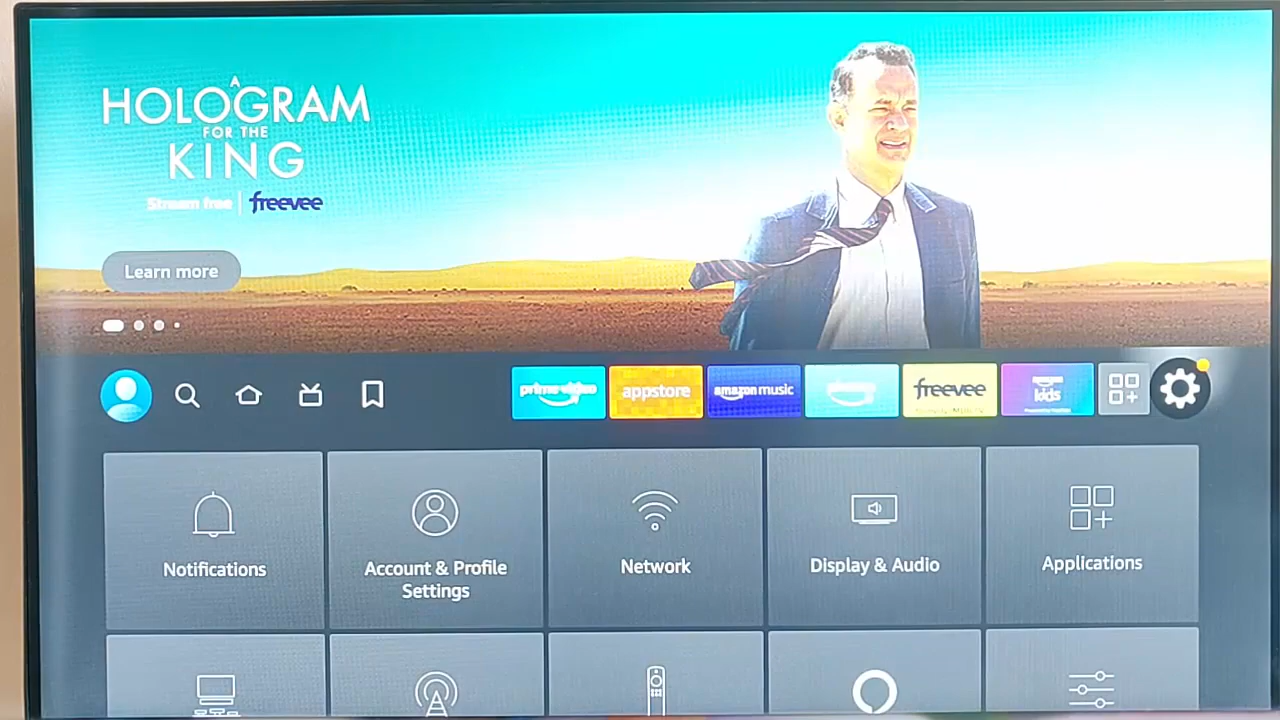 A
HOLOGRAM
FOR THE
KING
Stream free | freevee
Learn more
prime video
appstore
amazon music
freevee
kids
Notifications
Account & Profile
Settings
Network
Display & Audio
Applications